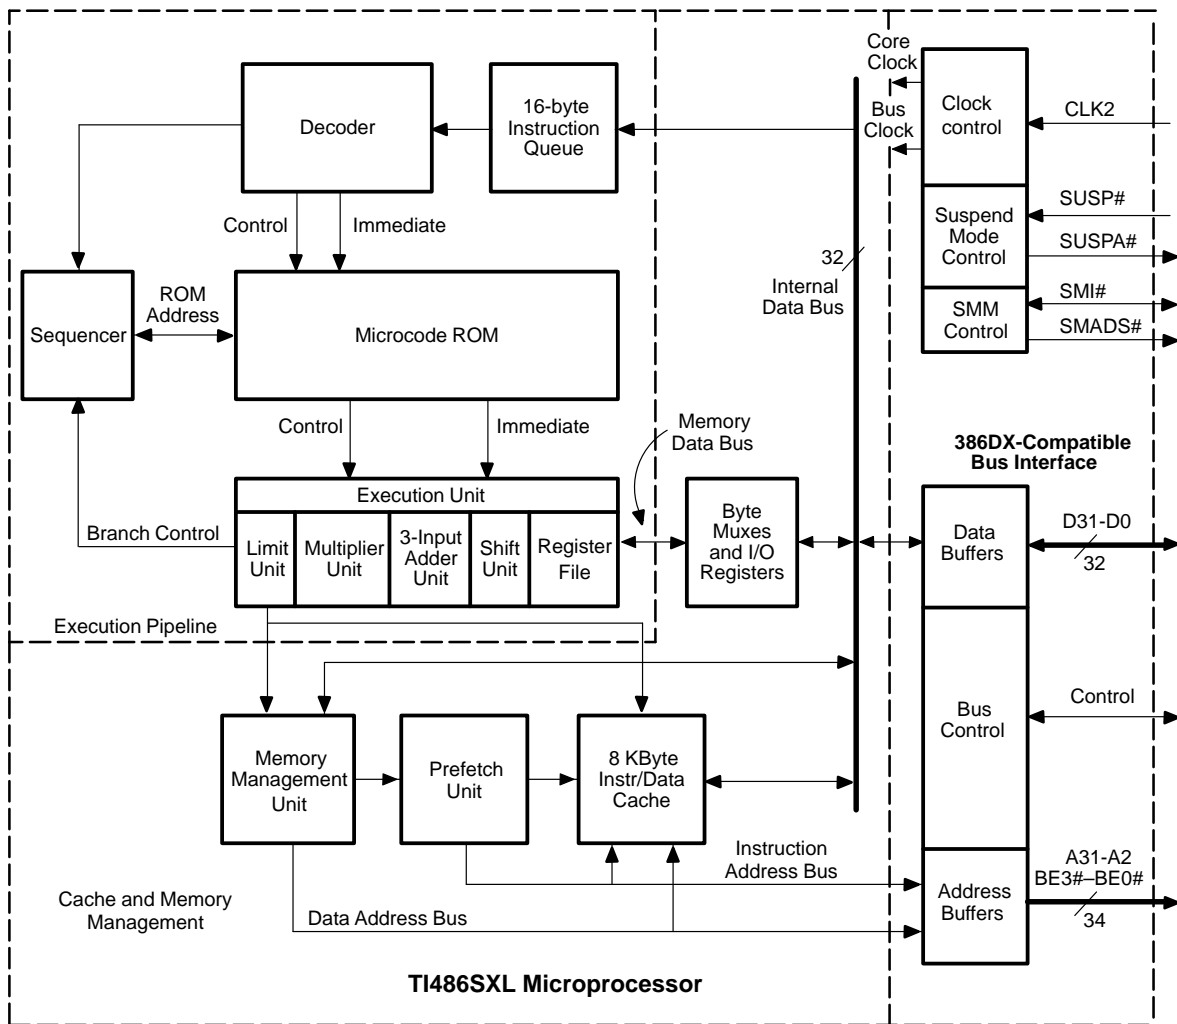 Core
Clock
Decoder
16-byte
Instruction
Queue
Bus
Clock
Clock
control
CLK2
Control
Immediate
Suspend
Mode
Control
SUSP#
SUSPA#
32
Internal
Data Bus
ROM
Address
Sequencer
Microcode ROM
SMM
Control
SMI#
SMADS#
Control
Immediate
Memory
Data Bus
386DX-Compatible
Bus Interface
Execution Unit
Branch Control
Limit
Unit
Multiplier
Unit
3-Input
Adder
Unit
Shift
Unit
Register
File
Byte
Muxes
and I/O
Registers
Data
Buffers
D31-D0
32
Execution Pipeline
Memory
Management
Unit
Prefetch
Unit
8 KByte
Instr/Data
Cache
Bus
Control
Control
Instruction
Address Bus
A31-A2
BE3#–BE0#
34
Address
Buffers
Cache and Memory
Management
Data Address Bus
TI486SXL Microprocessor